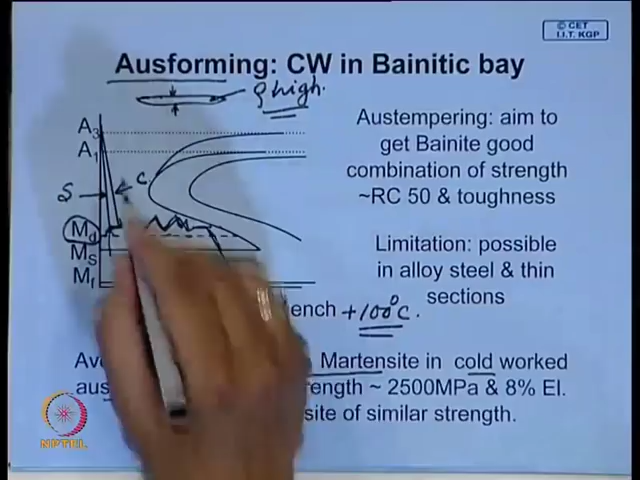 © CET
I.I.T. KGP
Ausforming: CW in Bainitic bay
ρ high.
A3
A1
S
C
Md
MS
Mf
Austempering: aim to
get Bainite good
combination of strength
~RC 50 & toughness
Limitation: possible
in alloy steel & thin
sections
ench +100°C.
Martensite in cold worked
aus
~ 2500MPa & 8% El.
of similar strength.
NPTEL